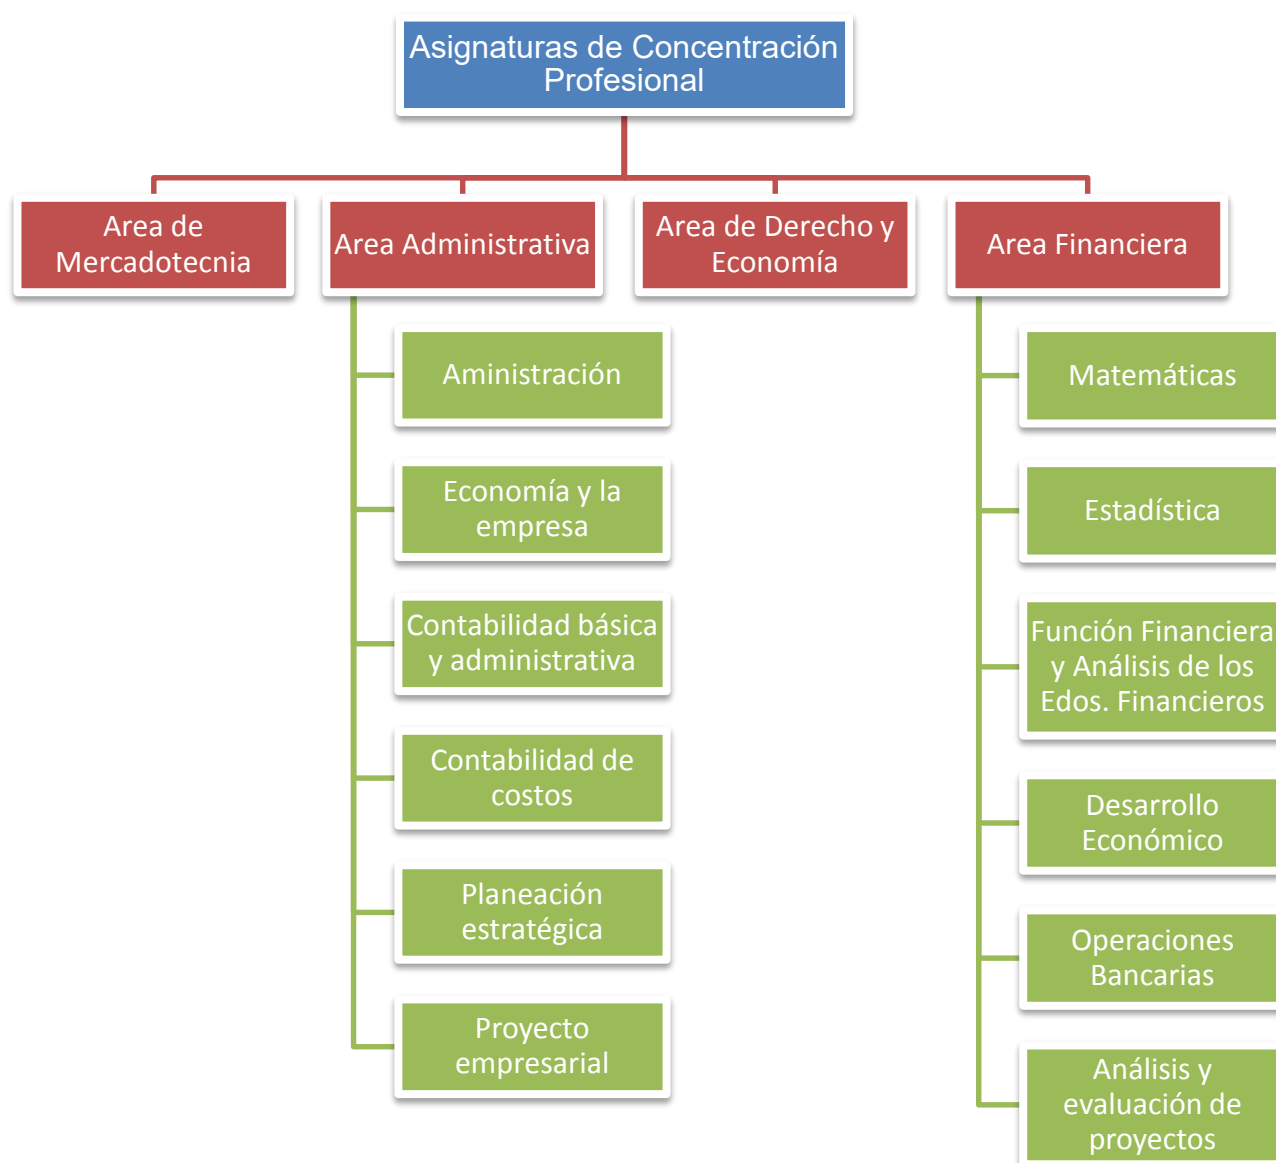 Asignaturas de Concentración
Profesional
Area de
Mercadotecnia
Area Administrativa
Area de Derecho y
Economía
Area Financiera
Aministración
Economía y la
empresa
Contabilidad básica
y administrativa
Contabilidad de
costos
Planeación
estratégica
Proyecto
empresarial
Matemáticas
Estadística
Función Financiera
y Análisis de los
Edos. Financieros
Desarrollo
Económico
Operaciones
Bancarias
Análisis y
evaluación de
proyectos